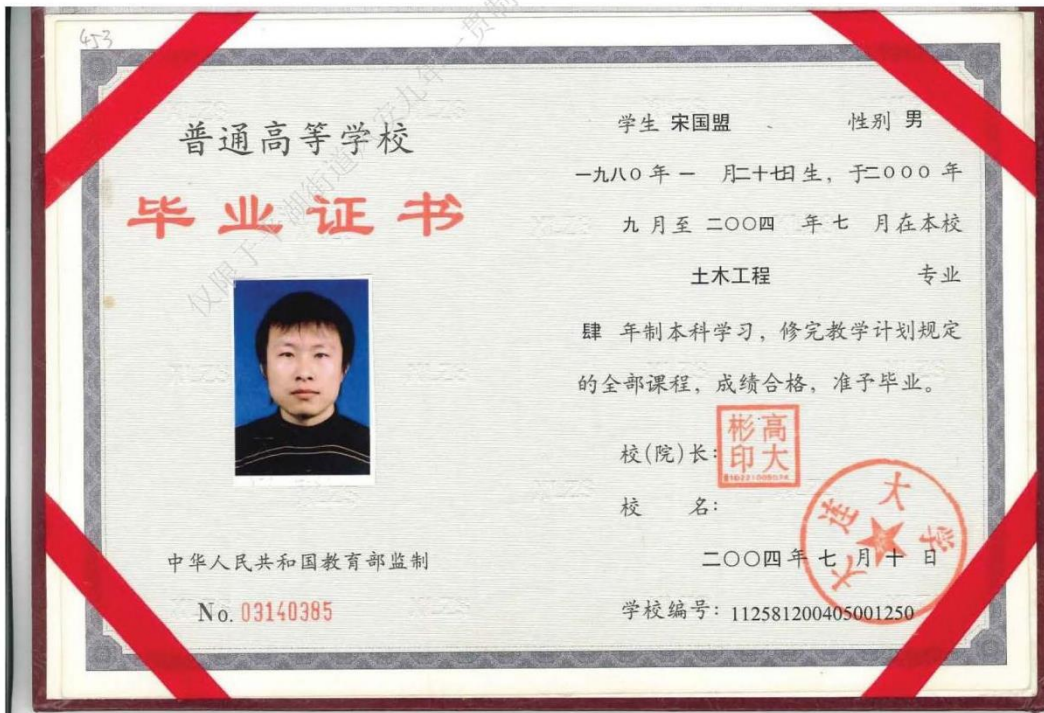 453
普通高等学校
毕业证书
学生 宋国盟 、 性别 男
一九八〇年一 月二十七日生，于二〇〇〇年
九月至 二〇〇四 年 七 月在本校
土木工程 专业
肆 年制本科学习，修完教学计划规定
的全部课程，成绩合格，准予毕业。
校(院)长：
高大彬印
校 名：
大连大学
二〇〇四年七月十日
学校编号：112581200405001250
中华人民共和国教育部监制
No. 03140385